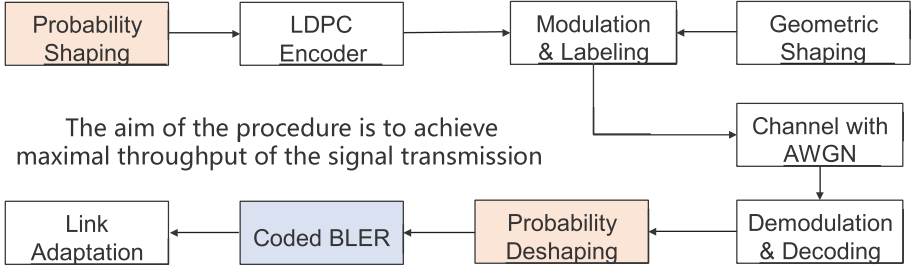 Probability
Shaping
LDPC
Encoder
Modulation
& Labeling
Geometric
Shaping
The aim of the procedure is to achieve
maximal throughput of the signal transmission
Channel with
AWGN
Link
Adaptation
Coded BLER
Probability
Deshaping
Demodulation
& Decoding